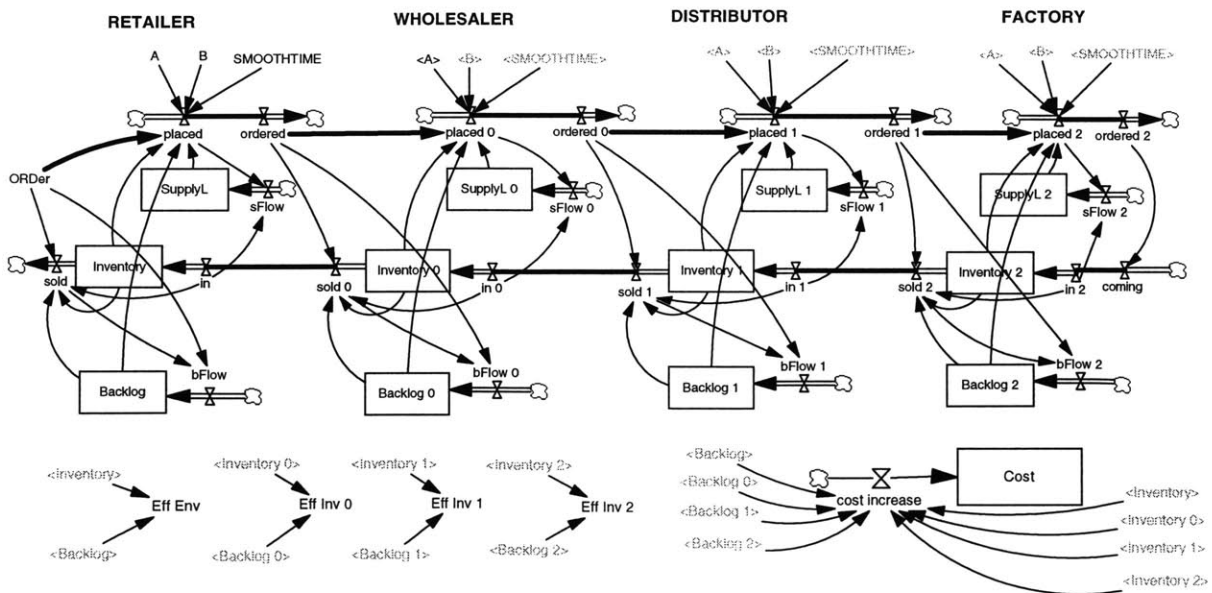 RETAILER WHOLESALER DISTRIBUTOR FACTORY
A B SMOOTHTIME <A> <B> <SMOOTHTIME> <A> <B> <SMOOTHTIME> <A> <B> <SMOOTHTIME>
placed ordered placed 0 ordered 0 placed 1 ordered 1 placed 2 ordered 2
ORDer SupplyL SupplyL 0 SupplyL 1 SupplyL 2
sFlow sFlow 0 sFlow 1 sFlow 2
Inventory Inventory 0 Inventory 1 Inventory 2
sold in sold 0 in 0 sold 1 in 1 sold 2 in 2 coming
bFlow bFlow 0 bFlow 1 bFlow 2
Backlog Backlog 0 Backlog 1 Backlog 2
<Inventory> <Inventory 0> <Inventory 1> <Inventory 2>
Eff Env Eff Inv 0 Eff Inv 1 Eff Inv 2
<Backlog> <Backlog 0> <Backlog 1> <Backlog 2>
<Backlog>
<Backlog 0>
<Backlog 1>
<Backlog 2>
Cost
cost increase
<Inventory>
<Inventory 0>
<Inventory 1>
<Inventory 2>